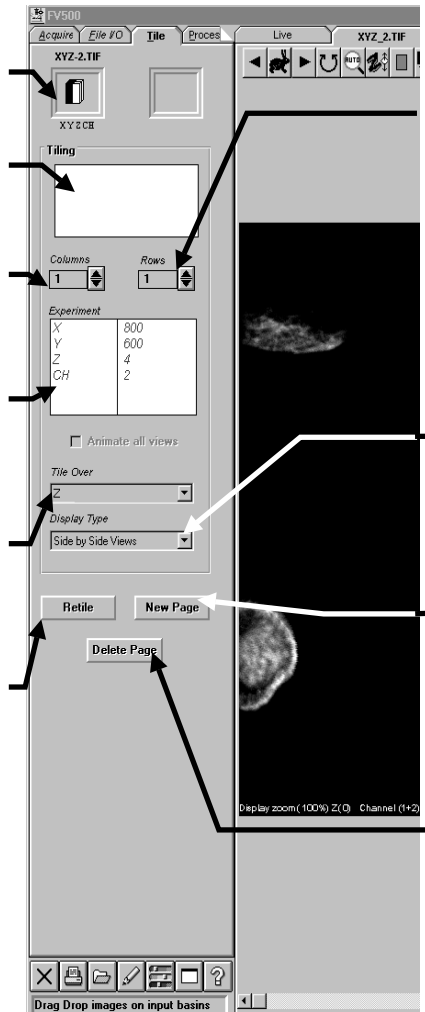 FV500
Acquire File I/O Tile Proces
XYZ-2.TIF
XYZCH
Tiling
Columns Rows
1 1
Experiment
X 800
Y 600
Z 4
CH 2
Animate all views
Tile Over
Z
Display Type
Side by Side Views
Retile New Page
Delete Page
Drag Drop images on input basins
Live XYZ_2.TIF
AUTO
Display zoom( 100%) Z(0) Channel (1+2)